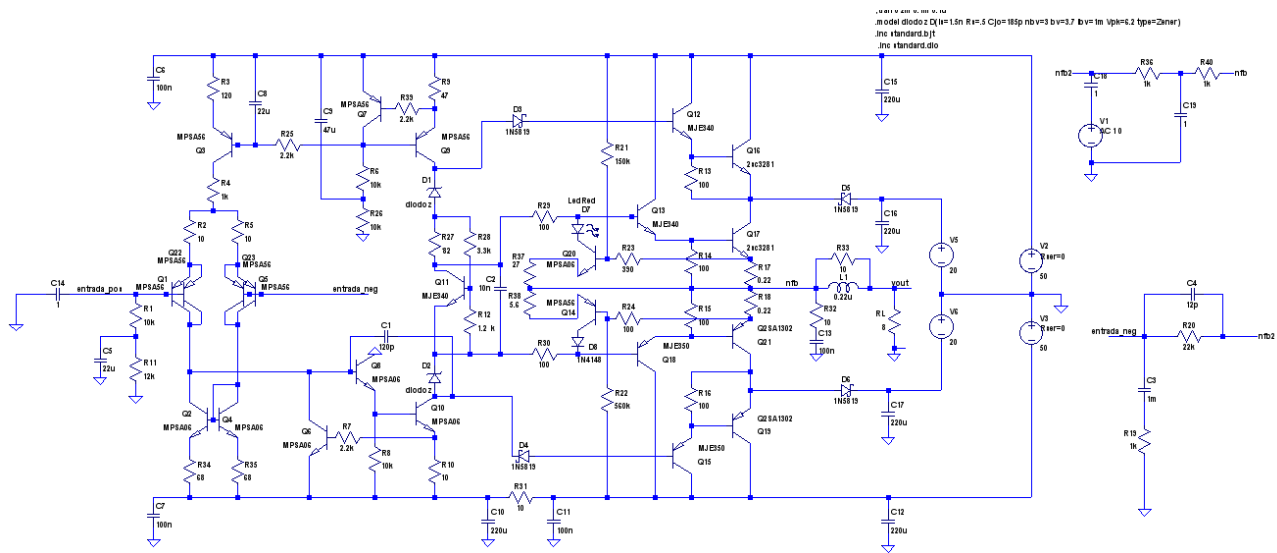 .model diodoz D(Is=1.5n Rs=.5 Cjo=185p nbv=3 bv=3.7 Ibv=1m Vpk=6.2 type=Zener)
.inc standard.bjt
.inc standard.dio
C6
100n
R3
120
C8
22u
C9
47u
MPSA56
Q7
R39
2.2k
R9
47
MPSA56
Q3
R25
2.2k
MPSA56
Q9
R4
1k
R6
10k
R26
10k
D1
diodoz
D3
1N5819
R21
150k
Q12
MJE340
R13
100
Q16
2sc3281
C15
220u
D5
1N5819
C16
220u
R2
10
R5
10
Q22
MPSA56
Q1
Q23
MPSA56
Q5
MPSA56
C14
entrada_pos
entrada_neg
R1
10k
C5
22u
R11
12k
R27
82
R28
3.3k
Q11
MJE340
C2
10n
R12
1.2 k
R29
100
LedRed
D7
Q13
MJE340
Q17
2sc3281
R37
27
Q20
MPSA06
R23
390
R14
100
R17
0.22
R38
5.6
MPSA56
Q14
R24
100
R15
100
R18
0.22
nfb
R33
10
L1
0.22u
vout
R32
10
C13
100n
RL
8
V5
20
V6
20
V2
Rser=0
50
V3
Rser=0
50
C1
120p
Q8
MPSA06
D2
diodoz
R30
100
D8
1N4148
MJE350
Q18
Q2SA1302
Q21
Q2
MPSA06
Q4
MPSA06
Q6
MPSA06
R7
2.2k
R8
10k
Q10
MPSA06
R10
10
D4
1N5819
R22
560k
R16
100
MJE350
Q15
Q2SA1302
Q19
D6
1N5819
C17
220u
R34
68
R35
68
C7
100n
C10
220u
R31
10
C11
100n
C12
220u
nfb2
C18
1
R36
1k
R40
1k
nfb
V1
AC 1 0
C19
1
C4
12p
entrada_neg
R20
22k
nfb2
C3
1m
R19
1k